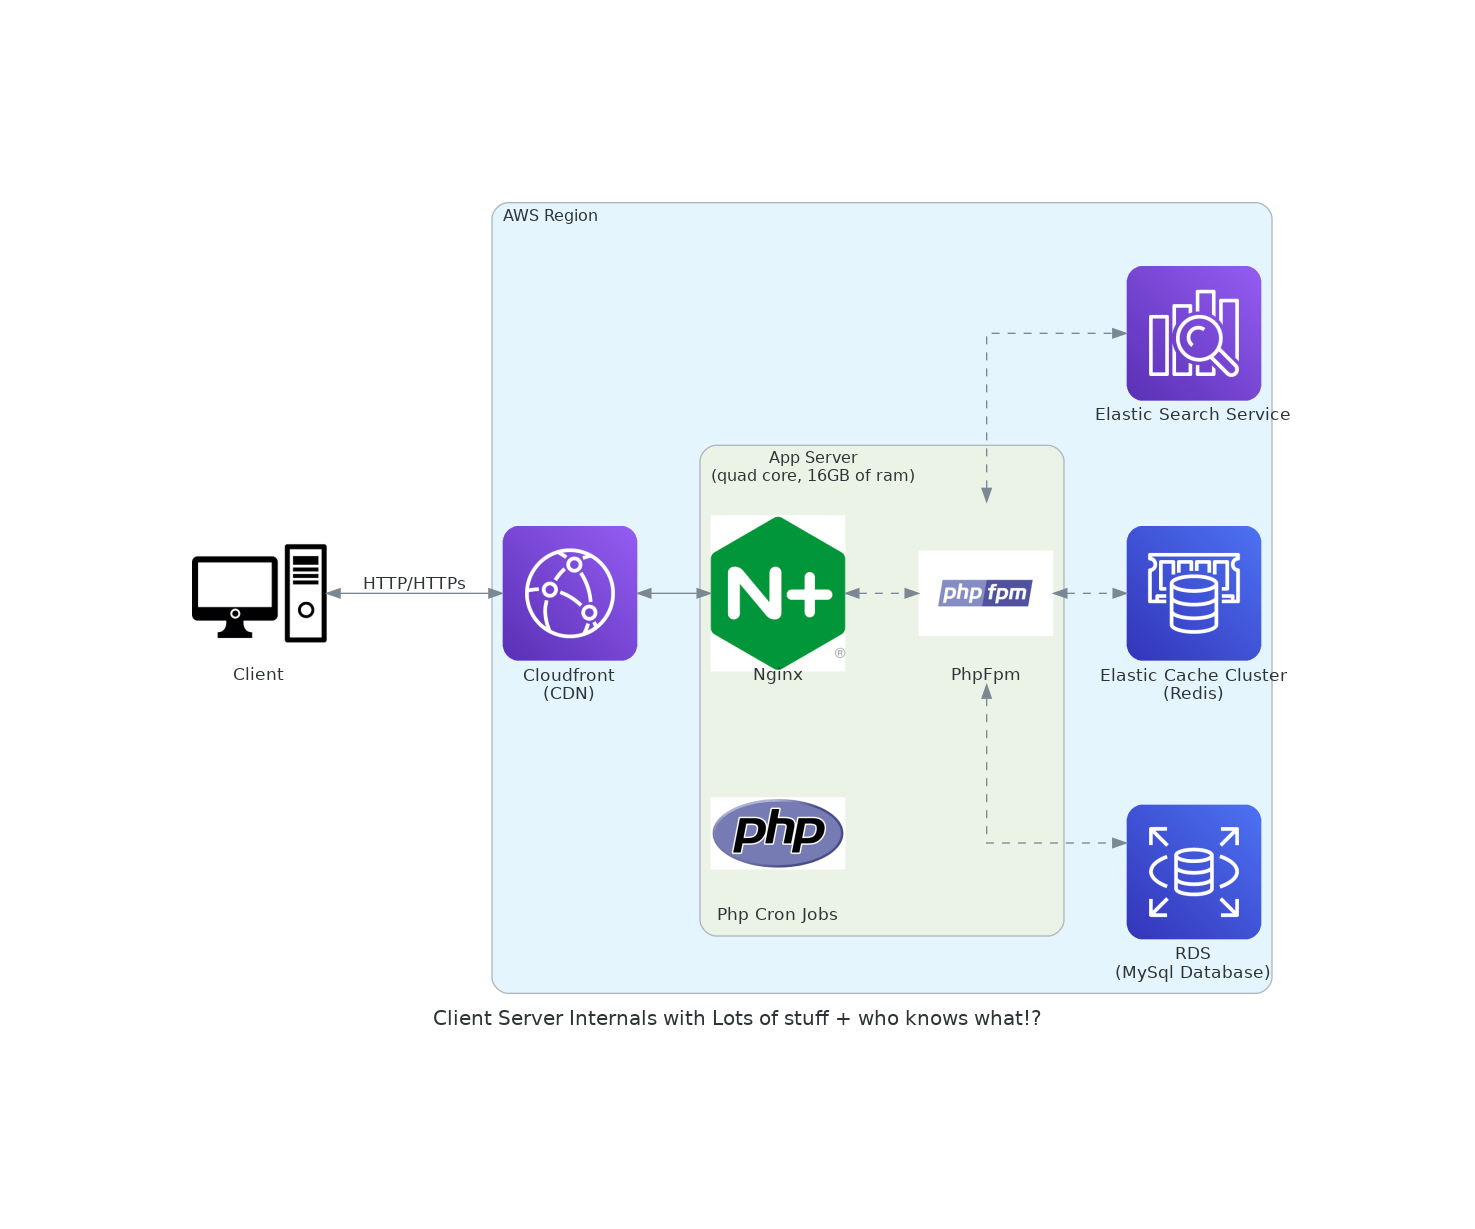 AWS Region
Elastic Search Service
App Server
(quad core, 16GB of ram)
HTTP/HTTPs
N+
®
php fpm
Client
Cloudfront
(CDN)
Nginx
PhpFpm
Elastic Cache Cluster
(Redis)
php
Php Cron Jobs
RDS
(MySql Database)
Client Server Internals with Lots of stuff + who knows what!?